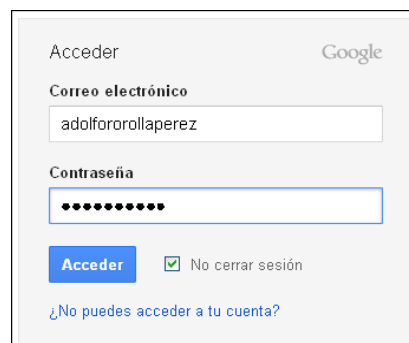 Acceder Google
Correo electrónico
adolfororollaperez
Contraseña
••••••••••
Acceder No cerrar sesión
¿No puedes acceder a tu cuenta?